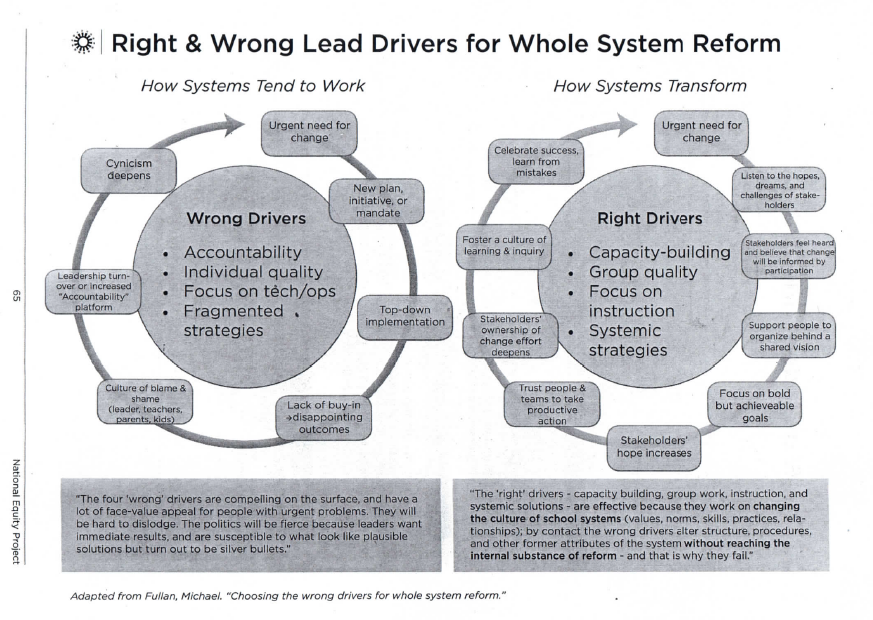 Right & Wrong Lead Drivers for Whole System Reform
How Systems Tend to Work
Urgent need for
change
New plan,
initiative, or
mandate
Top-down
implementation
Lack of buy-in
→disappointing
outcomes
Culture of blame &
shame
(leader, teachers,
parents, kids)
Leadership turn-
over or increased
"Accountability"
platform
Cynicism
deepens
Wrong Drivers
• Accountability
• Individual quality
• Focus on tech/ops
• Fragmented
strategies
How Systems Transform
Urgent need for
change
Listen to the hopes,
dreams, and
challenges of stake-
holders
Stakeholders feel heard
and believe that change
will be informed by
participation
Support people to
organize behind a
shared vision
Focus on bold
but achieveable
goals
Stakeholders'
hope increases
Trust people &
teams to take
productive
action
Stakeholders'
ownership of
change effort
deepens
Foster a culture of
learning & inquiry
Celebrate success,
learn from
mistakes
Right Drivers
• Capacity-building
• Group quality
• Focus on
instruction
• Systemic
strategies
"The four 'wrong' drivers are compelling on the surface, and have a
lot of face-value appeal for people with urgent problems. They will
be hard to dislodge. The politics will be fierce because leaders want
immediate results, and are susceptible to what look like plausible
solutions but turn out to be silver bullets."
"The 'right' drivers - capacity building, group work, instruction, and
systemic solutions - are effective because they work on changing
the culture of school systems (values, norms, skills, practices, rela-
tionships); by contact the wrong drivers alter structure, procedures,
and other former attributes of the system without reaching the
internal substance of reform - and that is why they fail."
Adapted from Fullan, Michael. "Choosing the wrong drivers for whole system reform."
65
National Equity Project